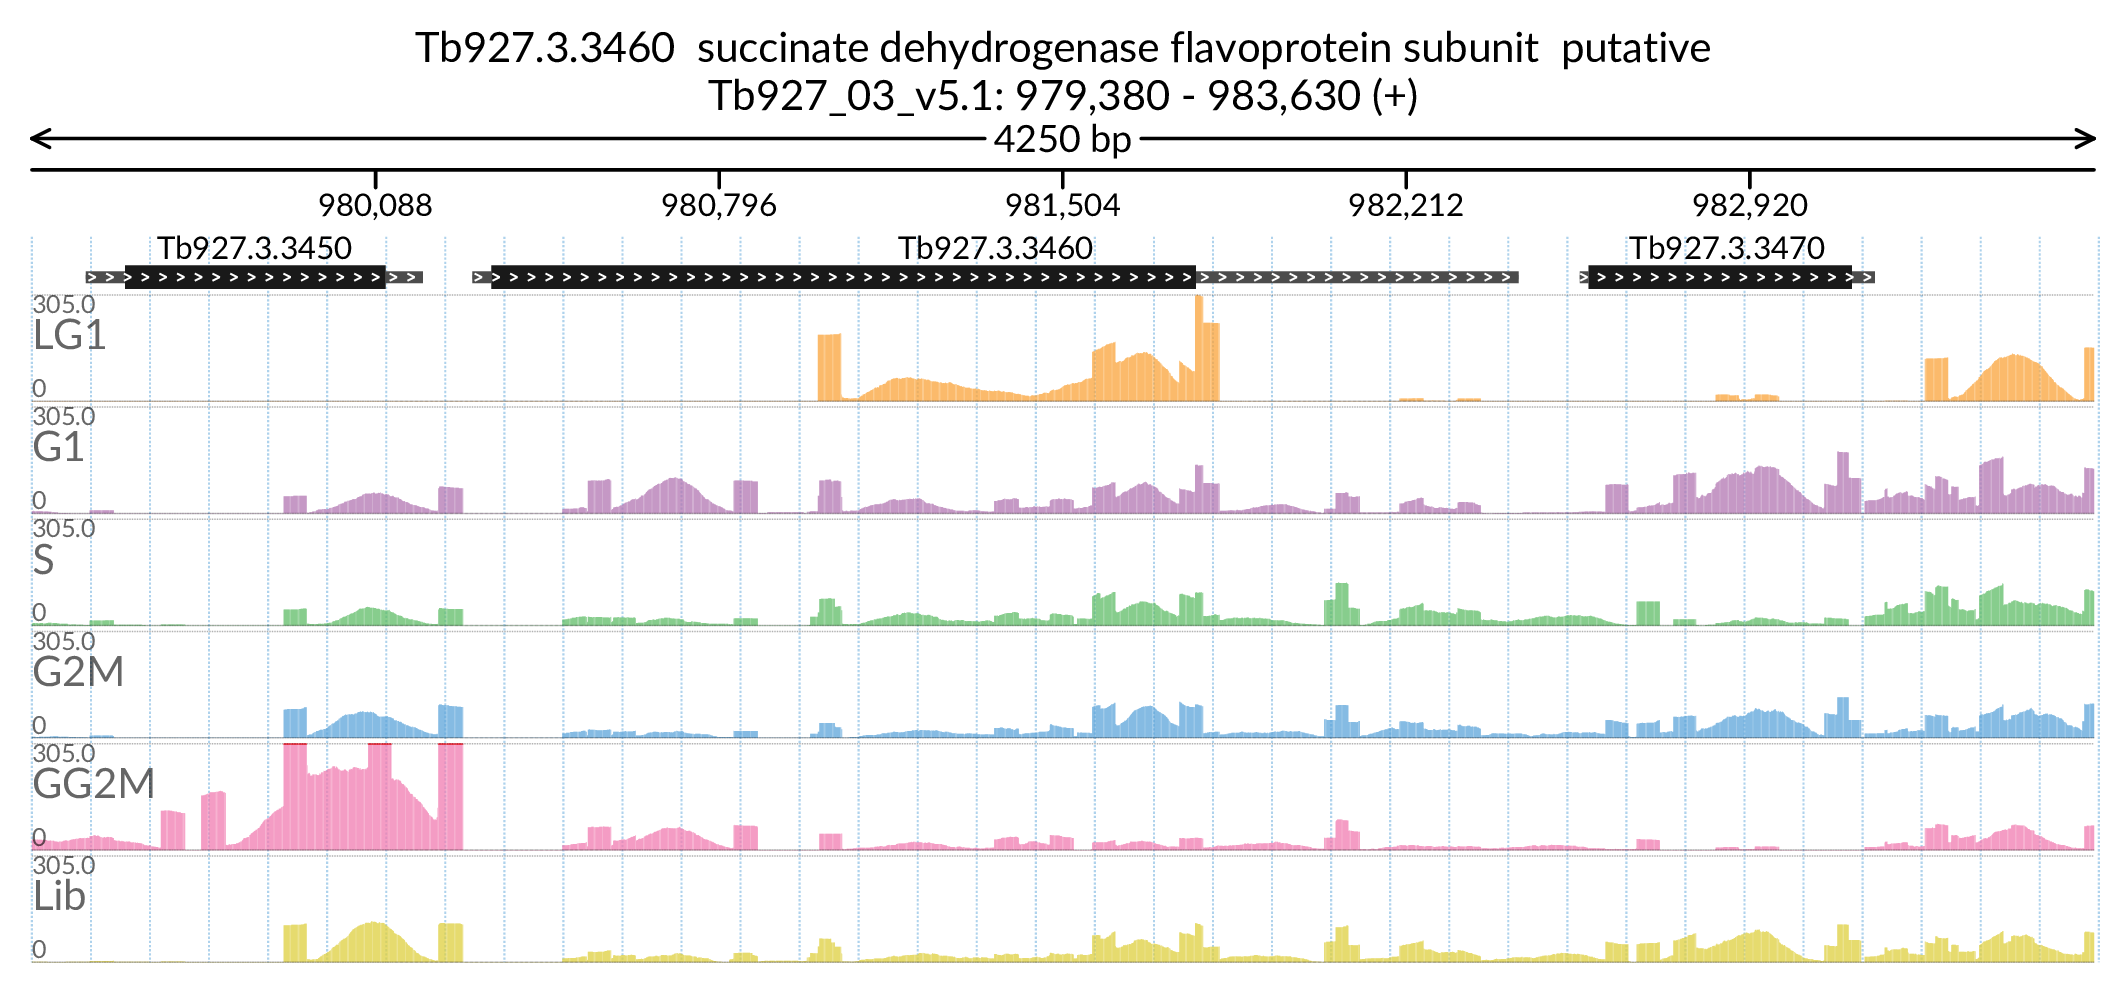 Tb927.3.3460  succinate dehydrogenase flavoprotein subunit  putative
Tb927_03_v5.1: 979,380 - 983,630 (+)
4250 bp
980,088 980,796 981,504 982,212 982,920
Tb927.3.3450 Tb927.3.3460 Tb927.3.3470
305.0
LG1
0
305.0
G1
0
305.0
S
0
305.0
G2M
0
305.0
GG2M
0
305.0
Lib
0